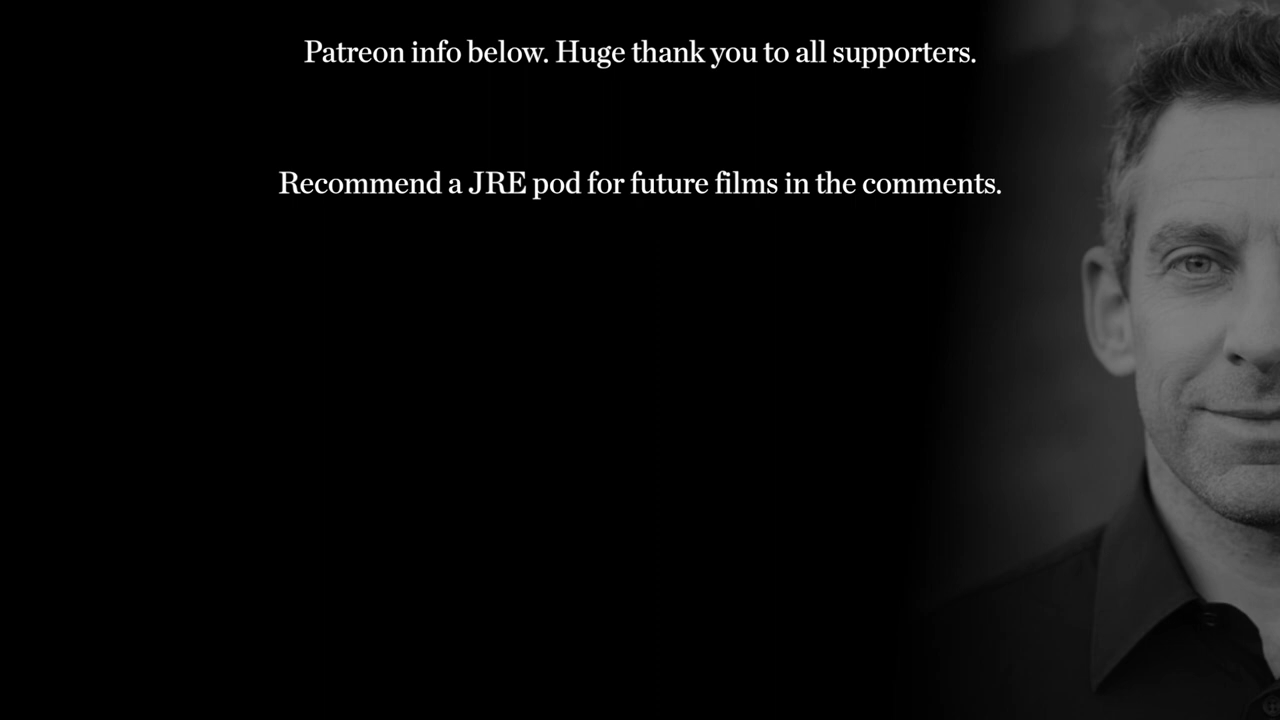 Patreon info below. Huge thank you to all supporters.
Recommend a JRE pod for future films in the comments.